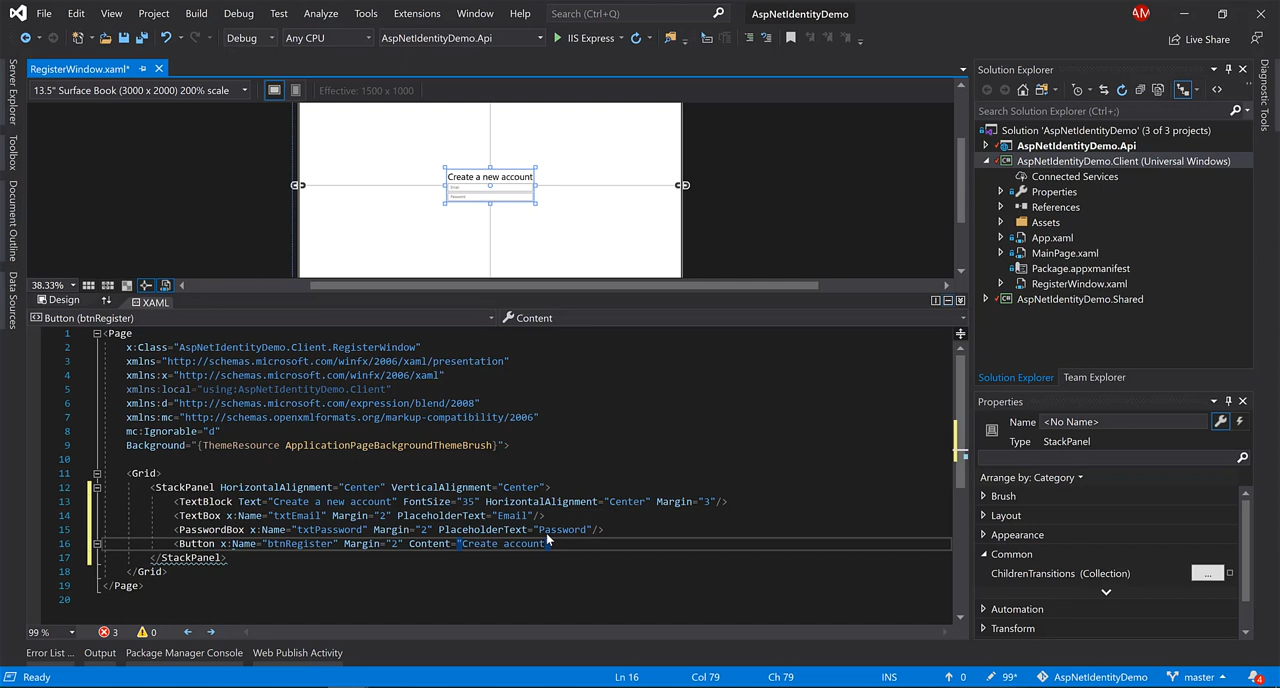 File Edit View Project Build Debug Test Analyze Tools Extensions Window Help Search (Ctrl+Q) AspNetIdentityDemo AM
Debug Any CPU AspNetIdentityDemo.Api IIS Express Live Share
RegisterWindow.xaml*
13.5" Surface Book (3000 x 2000) 200% scale Effective: 1500 x 1000
Server Explorer
Toolbox
Document Outline
Data Sources
Create a new account
Email
Password
38.33%
Design XAML
Button (btnRegister) Content
1 <Page
2 x:Class="AspNetIdentityDemo.Client.RegisterWindow"
3 xmlns="http://schemas.microsoft.com/winfx/2006/xaml/presentation"
4 xmlns:x="http://schemas.microsoft.com/winfx/2006/xaml"
5 xmlns:local="using:AspNetIdentityDemo.Client"
6 xmlns:d="http://schemas.microsoft.com/expression/blend/2008"
7 xmlns:mc="http://schemas.openxmlformats.org/markup-compatibility/2006"
8 mc:Ignorable="d"
9 Background="{ThemeResource ApplicationPageBackgroundThemeBrush}">
10
11 <Grid>
12 <StackPanel HorizontalAlignment="Center" VerticalAlignment="Center">
13 <TextBlock Text="Create a new account" FontSize="35" HorizontalAlignment="Center" Margin="3"/>
14 <TextBox x:Name="txtEmail" Margin="2" PlaceholderText="Email"/>
15 <PasswordBox x:Name="txtPassword" Margin="2" PlaceholderText="Password"/>
16 <Button x:Name="btnRegister" Margin="2" Content="Create account"
17 </StackPanel>
18 </Grid>
19 </Page>
20
99 % 3 0
Error List ... Output Package Manager Console Web Publish Activity
Ready Ln 16 Col 79 Ch 79 INS 0 99* AspNetIdentityDemo master 4
Solution Explorer
Search Solution Explorer (Ctrl+;)
Solution 'AspNetIdentityDemo' (3 of 3 projects)
AspNetIdentityDemo.Api
AspNetIdentityDemo.Client (Universal Windows)
Connected Services
Properties
References
Assets
App.xaml
MainPage.xaml
Package.appxmanifest
RegisterWindow.xaml
AspNetIdentityDemo.Shared
Solution Explorer Team Explorer
Properties
Name <No Name>
Type StackPanel
Arrange by: Category
Brush
Layout
Appearance
Common
ChildrenTransitions (Collection) ...
Automation
Transform
Diagnostic Tools